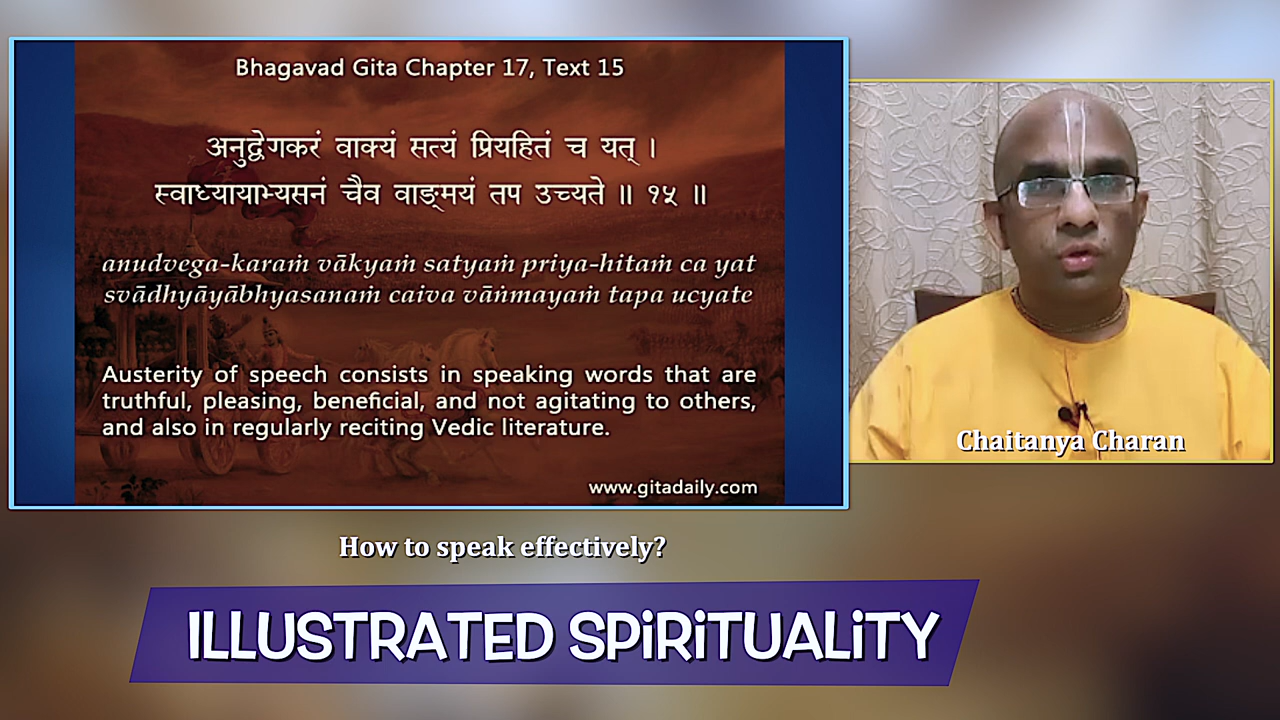 Bhagavad Gita Chapter 17, Text 15
अनुद्वेगकरं वाक्यं सत्यं प्रियहितं च यत् ।
स्वाध्यायाभ्यसनं चैव वाङ्मयं तप उच्यते ॥ १५ ॥
anudvega-karaṁ vākyaṁ satyaṁ priya-hitaṁ ca yat
svādhyāyābhyasanaṁ caiva vāṅmayaṁ tapa ucyate
Austerity of speech consists in speaking words that are
truthful, pleasing, beneficial, and not agitating to others,
and also in regularly reciting Vedic literature.
www.gitadaily.com
Chaitanya Charan
How to speak effectively?
ILLUSTRATED SPiRiTUALiTY